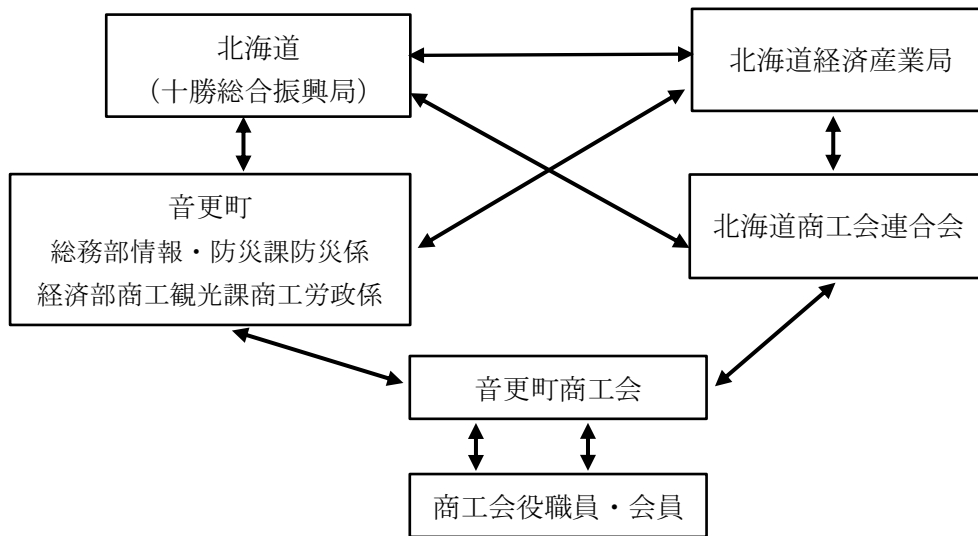 北海道
(十勝総合振興局)
北海道経済産業局
音更町
総務部情報・防災課防災係
経済部商工観光課商工労政係
北海道商工会連合会
音更町商工会
商工会役職員・会員